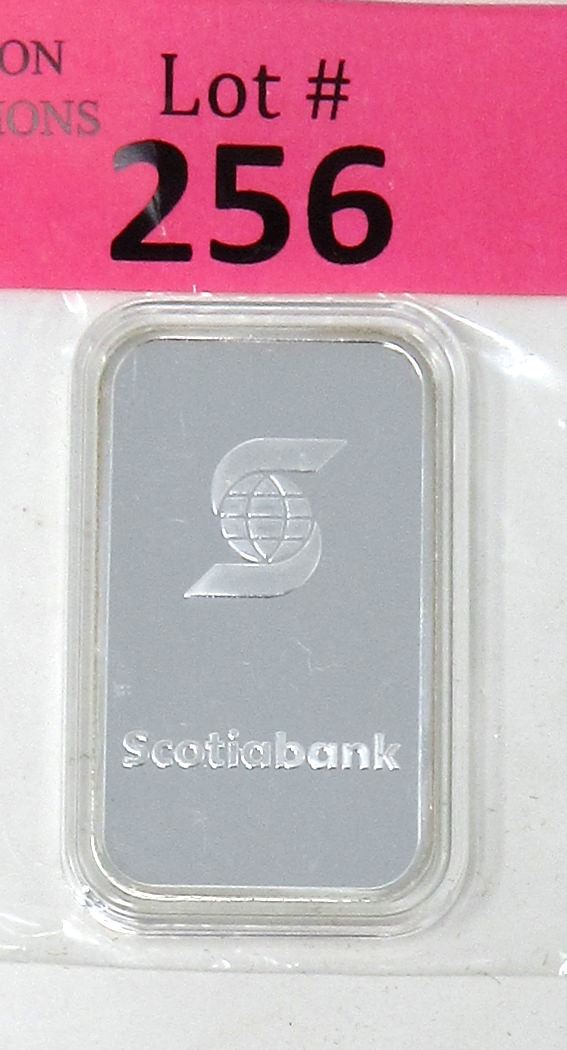 ON
IONS
Lot #
256
Scotiabank